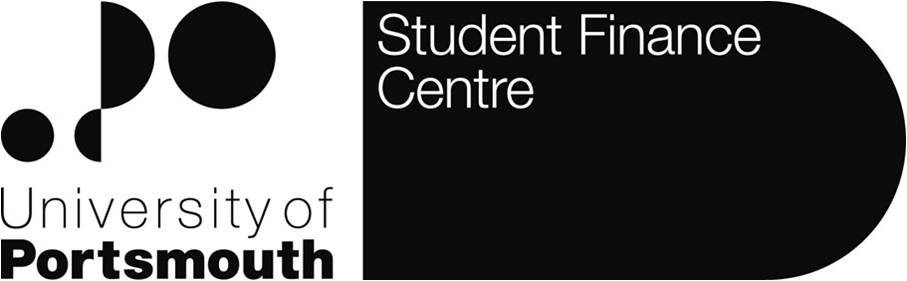 University of
Portsmouth
Student Finance
Centre